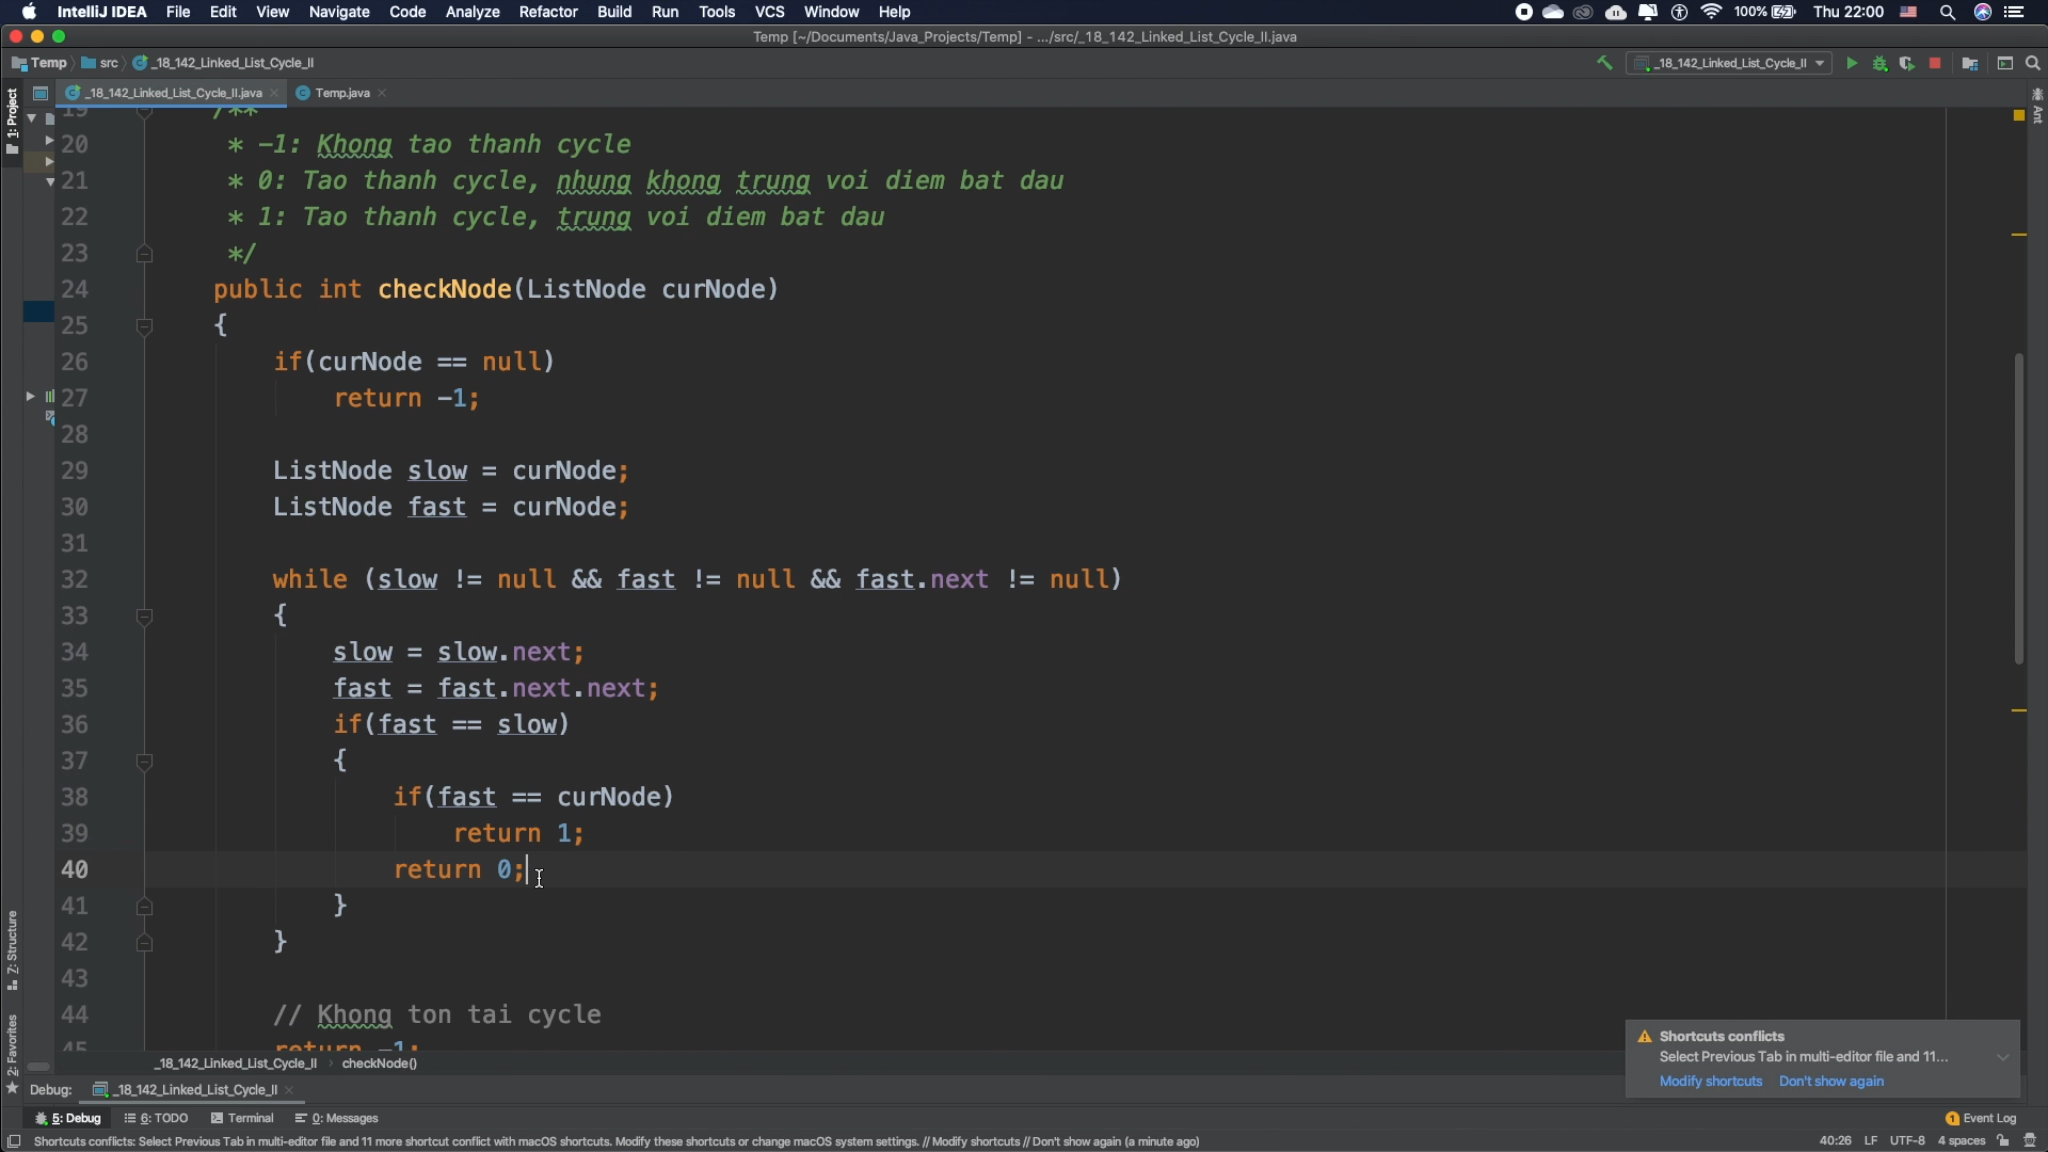 IntelliJ IDEA File Edit View Navigate Code Analyze Refactor Build Run Tools VCS Window Help 100% Thu 22:00
Temp [~/Documents/Java_Projects/Temp] - .../src/_18_142_Linked_List_Cycle_II.java
Temp src _18_142_Linked_List_Cycle_II _18_142_Linked_List_Cycle_II
1: Project _18_142_Linked_List_Cycle_II.java Temp.java Ant
19 /**
20 * -1: Khong tao thanh cycle
21 * 0: Tao thanh cycle, nhung khong trung voi diem bat dau
22 * 1: Tao thanh cycle, trung voi diem bat dau
23 */
24 public int checkNode(ListNode curNode)
25 {
26 if(curNode == null)
27 return -1;
28
29 ListNode slow = curNode;
30 ListNode fast = curNode;
31
32 while (slow != null && fast != null && fast.next != null)
33 {
34 slow = slow.next;
35 fast = fast.next.next;
36 if(fast == slow)
37 {
38 if(fast == curNode)
39 return 1;
40 return 0;
41 }
42 }
43
44 // Khong ton tai cycle
45 return -1;
Z: Structure
2: Favorites
_18_142_Linked_List_Cycle_II checkNode()
Shortcuts conflicts
Select Previous Tab in multi-editor file and 11...
Modify shortcuts Don't show again
Debug: _18_142_Linked_List_Cycle_II
5: Debug 6: TODO Terminal 0: Messages 1 Event Log
Shortcuts conflicts: Select Previous Tab in multi-editor file and 11 more shortcut conflict with macOS shortcuts. Modify these shortcuts or change macOS system settings. // Modify shortcuts // Don't show again (a minute ago) 40:26 LF UTF-8 4 spaces